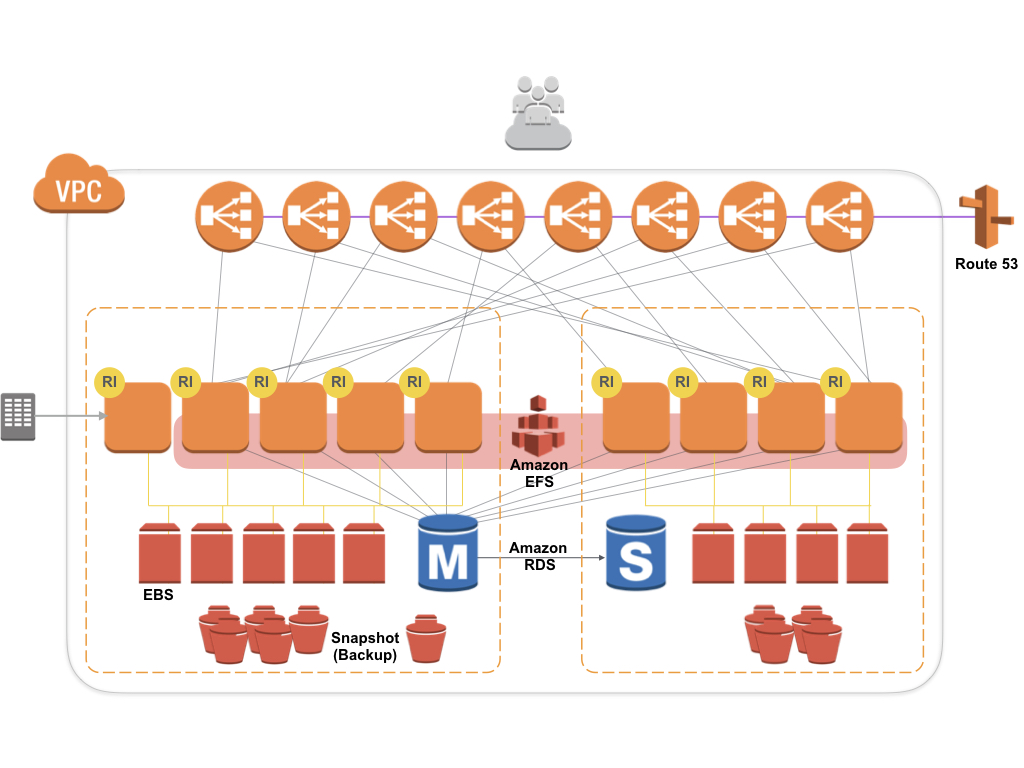 VPC
Route 53
RI
RI
RI
RI
RI
RI
RI
RI
RI
Amazon
EFS
M
Amazon
RDS
S
EBS
Snapshot
(Backup)